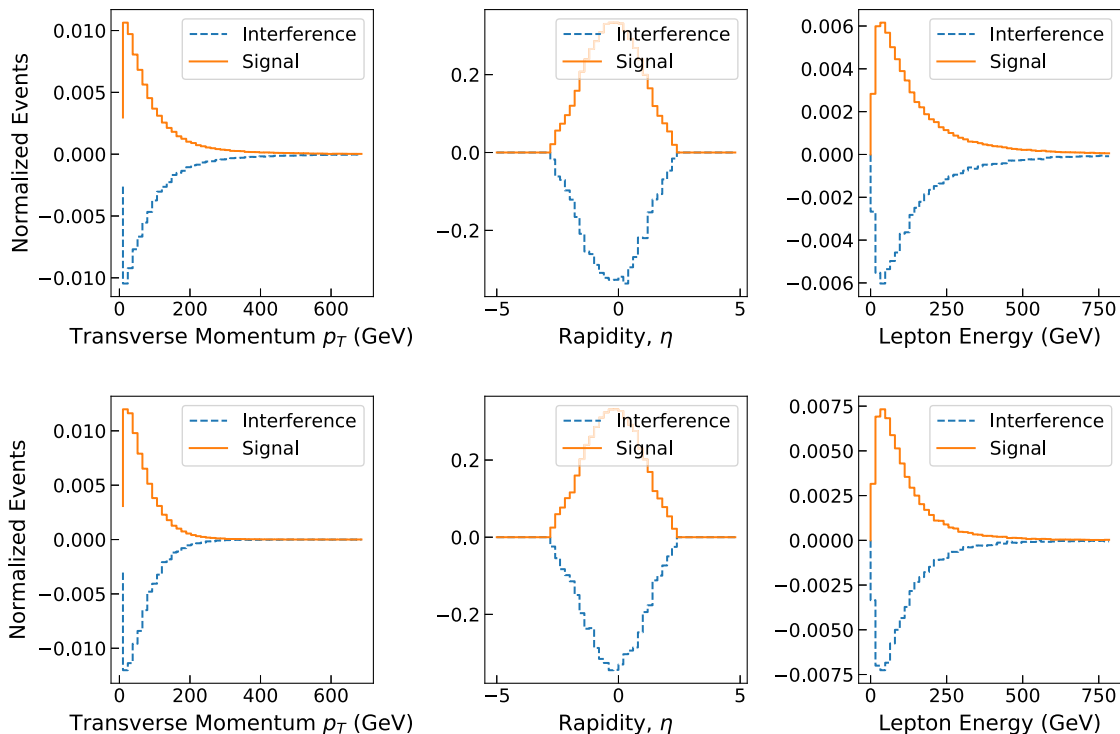 Normalized Events
0.010
0.005
0.000
−0.005
−0.010
Interference
Signal
0 200 400 600
Transverse Momentum p_T (GeV)
0.2
0.0
−0.2
Interference
Signal
−5 0 5
Rapidity, η
0.006
0.004
0.002
0.000
−0.002
−0.004
−0.006
Interference
Signal
0 250 500 750
Lepton Energy (GeV)
Normalized Events
0.010
0.005
0.000
−0.005
−0.010
Interference
Signal
0 200 400 600
Transverse Momentum p_T (GeV)
0.2
0.0
−0.2
Interference
Signal
−5 0 5
Rapidity, η
0.0075
0.0050
0.0025
0.0000
−0.0025
−0.0050
−0.0075
Interference
Signal
0 250 500 750
Lepton Energy (GeV)